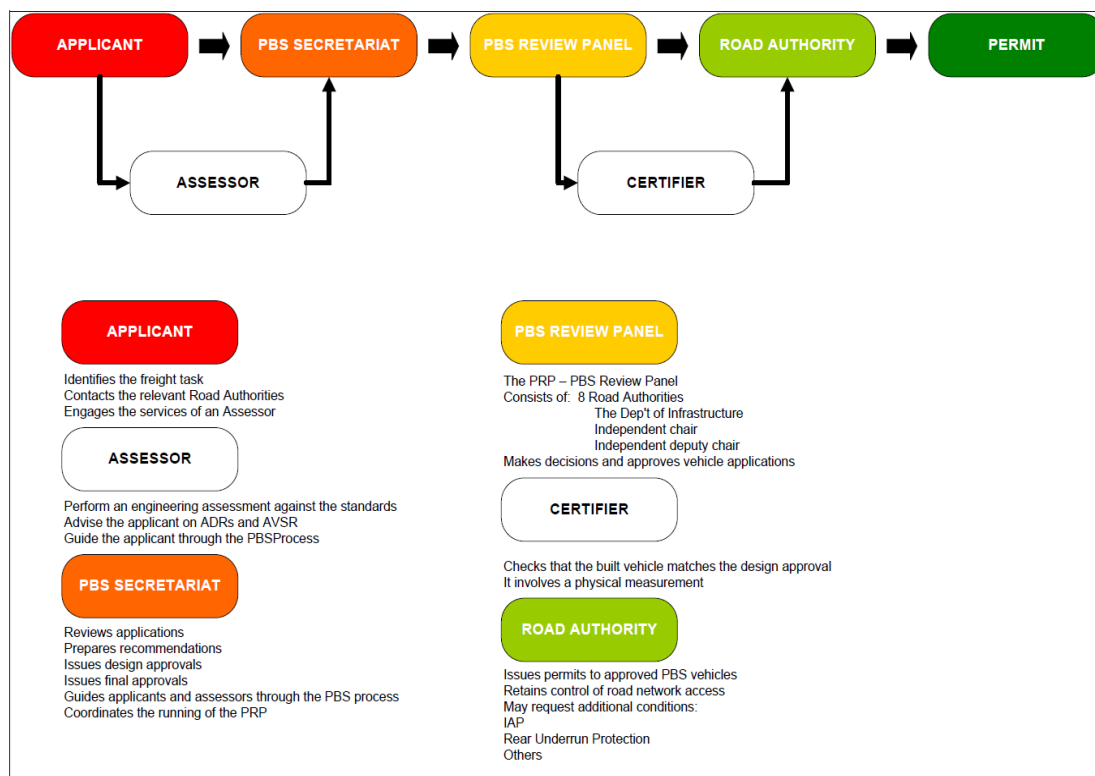 APPLICANT
PBS SECRETARIAT
PBS REVIEW PANEL
ROAD AUTHORITY
PERMIT
ASSESSOR
CERTIFIER
APPLICANT
Identifies the freight task
Contacts the relevant Road Authorities
Engages the services of an Assessor
ASSESSOR
Perform an engineering assessment against the standards
Advise the applicant on ADRs and AVSR
Guide the applicant through the PBSProcess
PBS SECRETARIAT
Reviews applications
Prepares recommendations
Issues design approvals
Issues final approvals
Guides applicants and assessors through the PBS process
Coordinates the running of the PRP
PBS REVIEW PANEL
The PRP – PBS Review Panel
Consists of: 8 Road Authorities
The Dep't of Infrastructure
Independent chair
Independent deputy chair
Makes decisions and approves vehicle applications
CERTIFIER
Checks that the built vehicle matches the design approval
It involves a physical measurement
ROAD AUTHORITY
Issues permits to approved PBS vehicles
Retains control of road network access
May request additional conditions:
IAP
Rear Underrun Protection
Others